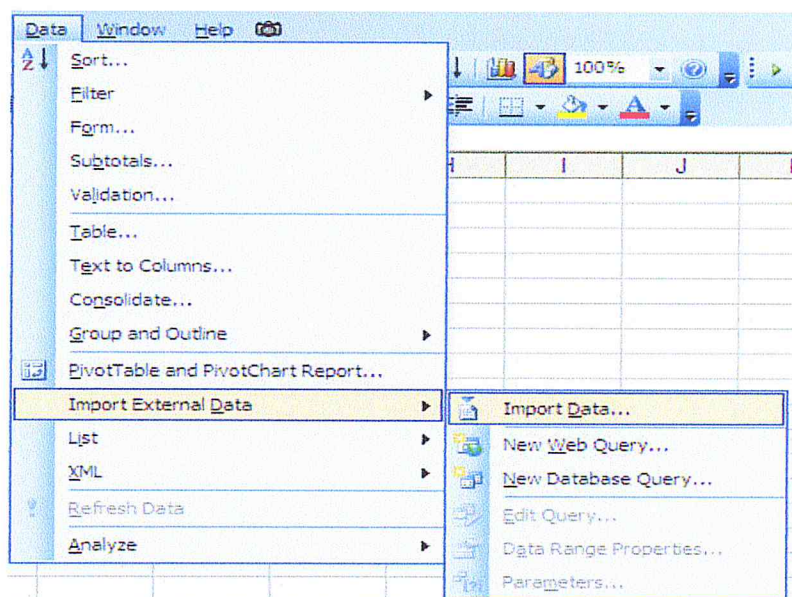 Data Window Help
Sort...
100%
Filter
Form...
Subtotals...
H I J
Validation...
Table...
Text to Columns...
Consolidate...
Group and Outline
PivotTable and PivotChart Report...
Import External Data
Import Data...
List
New Web Query...
XML
New Database Query...
Refresh Data
Edit Query...
Analyze
Data Range Properties...
Parameters...